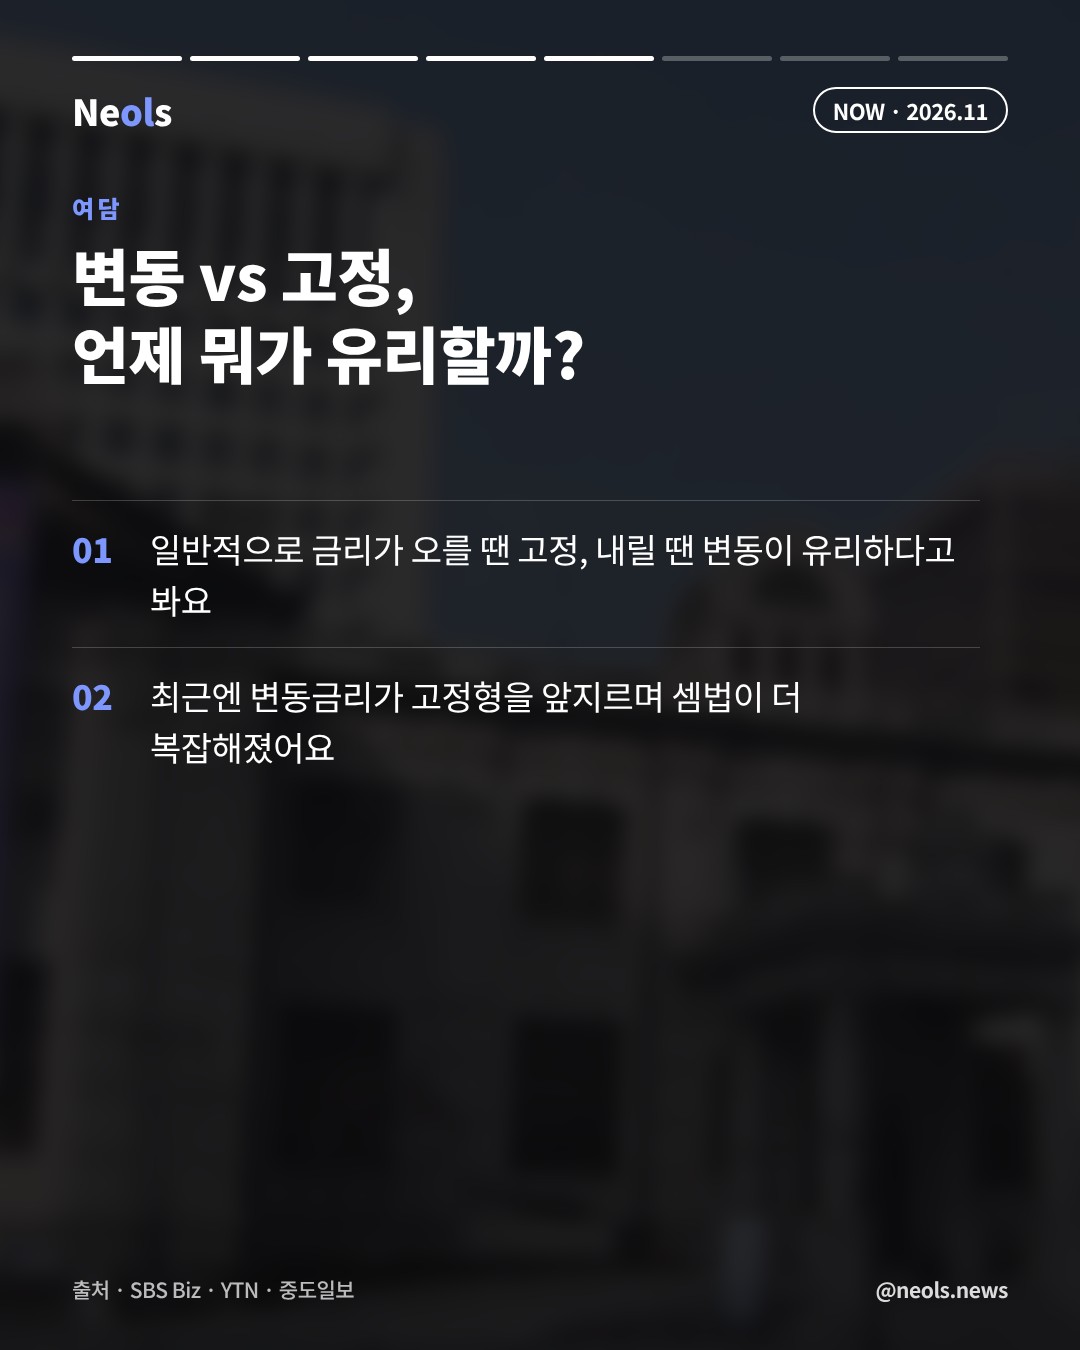 Neols
NOW · 2026.11
여담
변동 vs 고정,
언제 뭐가 유리할까?
01 일반적으로 금리가 오를 땐 고정, 내릴 땐 변동이 유리하다고
봐요
02 최근엔 변동금리가 고정형을 앞지르며 셈법이 더
복잡해졌어요
출처 · SBS Biz · YTN · 중도일보
@neols.news